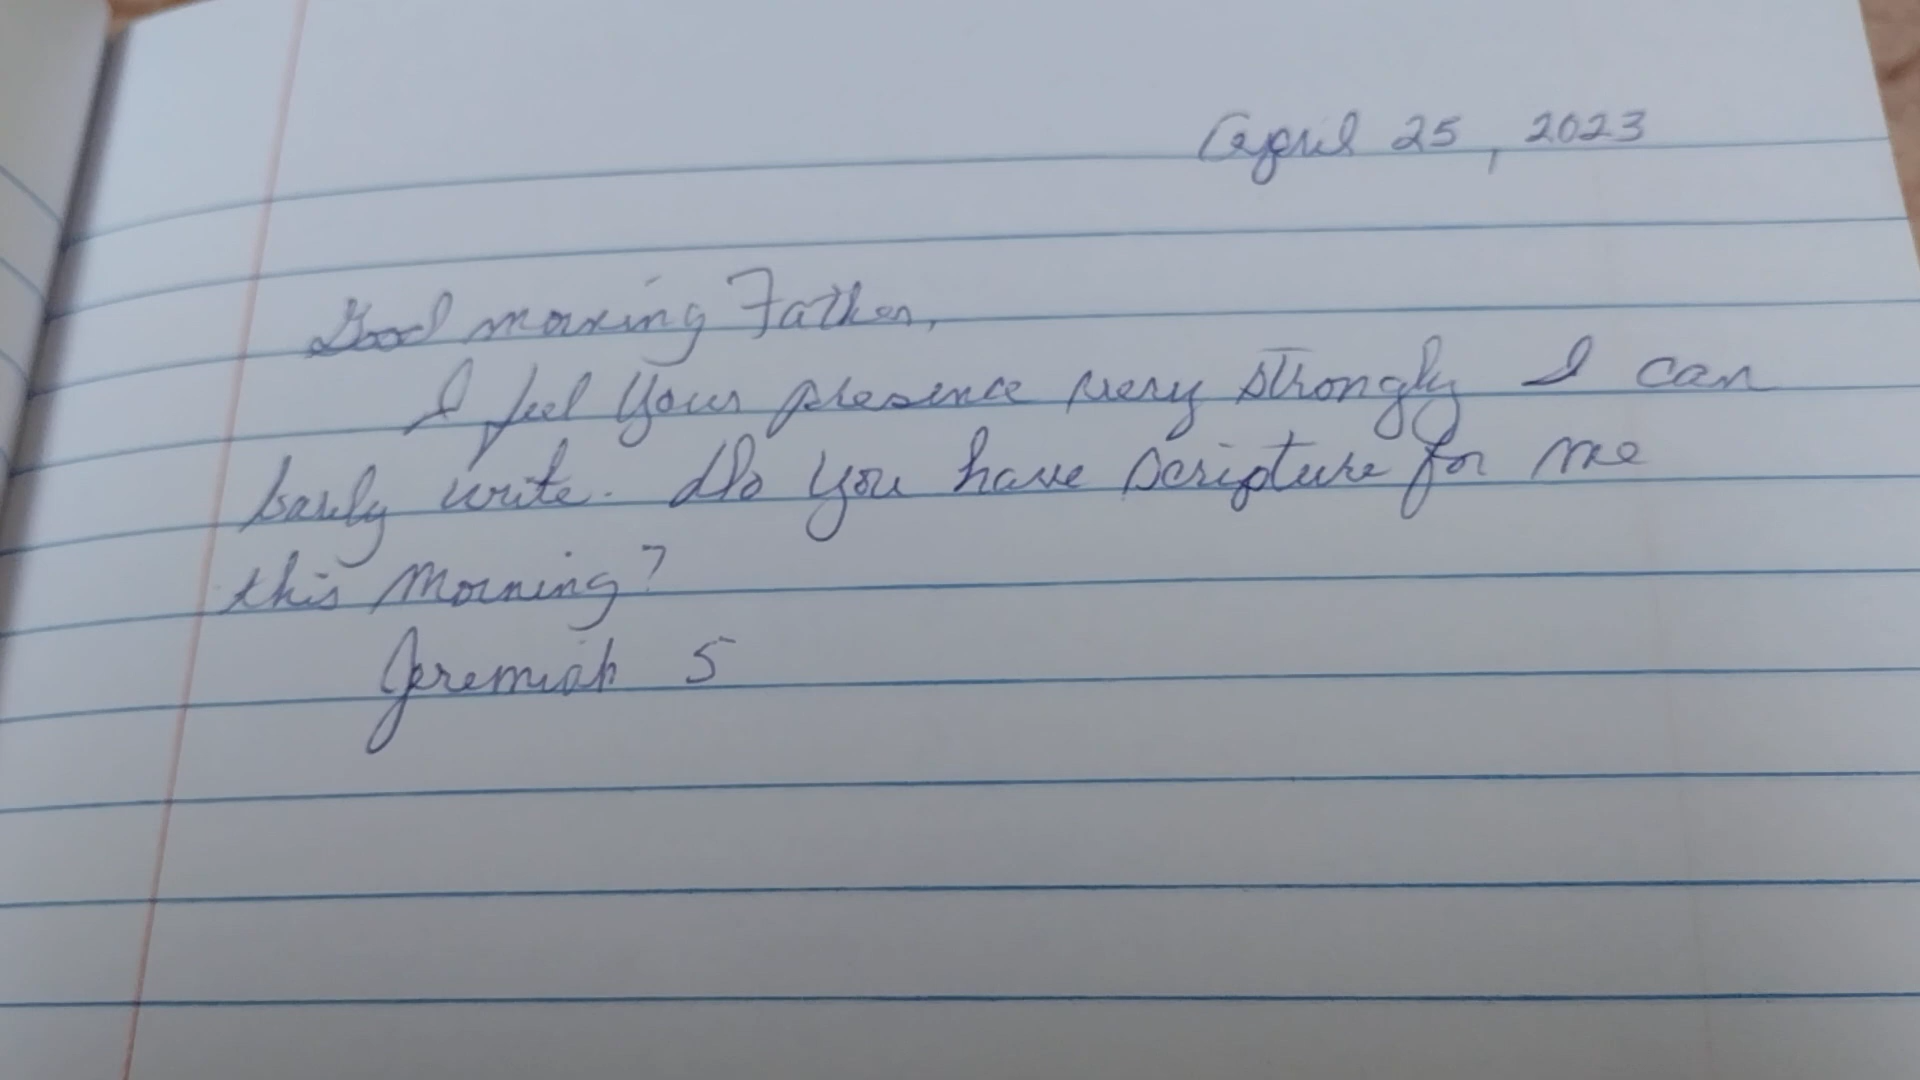 April 25, 2023
Good morning Father,
I feel Your presence very strongly I can
barely write. Do You have scripture for me
this morning?
Jeremiah 5